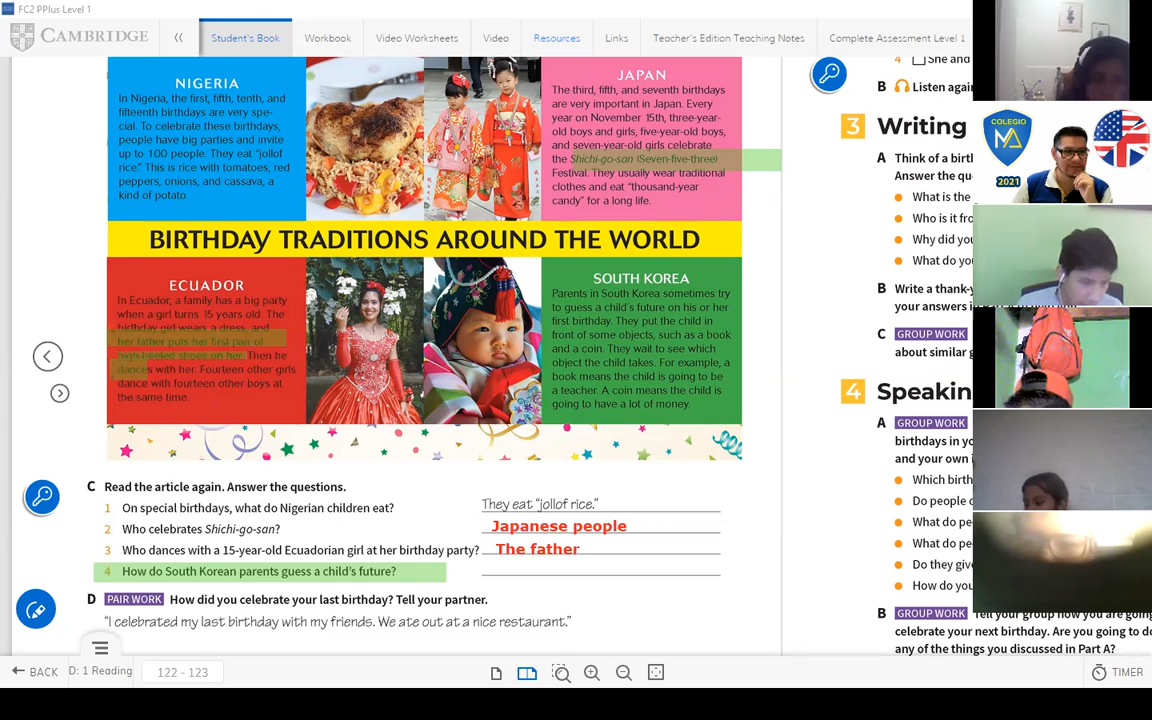 FC2 PPlus Level 1
CAMBRIDGE
Student's Book
Workbook
Video Worksheets
Video
Resources
Links
Teacher's Edition Teaching Notes
Complete Assessment Level 1
NIGERIA
In Nigeria, the first, fifth, tenth, and
fifteenth birthdays are very spe-
cial. To celebrate these birthdays,
people have big parties and invite
up to 100 people. They eat "jollof
rice." This is rice with tomatoes, red
peppers, onions, and cassava, a
kind of potato.
JAPAN
The third, fifth, and seventh birthdays
are very important in Japan. Every
year on November 15th, three-year-
old boys and girls, five-year-old boys,
and seven-year-old girls celebrate
the Shichi-go-san (Seven-five-three)
Festival. They usually wear traditional
clothes and eat "thousand-year
candy" for a long life.
BIRTHDAY TRADITIONS AROUND THE WORLD
ECUADOR
In Ecuador, a family has a big party
when a girl turns 15 years old. The
birthday girl wears a dress, and
her father puts her first pair of
high-heeled shoes on her. Then he
dances with her. Fourteen other girls
dance with fourteen other boys at
the same time.
SOUTH KOREA
Parents in South Korea sometimes try
to guess a child's future on his or her
first birthday. They put the child in
front of some objects, such as a book
and a coin. They wait to see which
object the child takes. For example, a
book means the child is going to be
a teacher. A coin means the child is
going to have a lot of money.
C Read the article again. Answer the questions.
1 On special birthdays, what do Nigerian children eat? They eat "jollof rice."
2 Who celebrates Shichi-go-san? Japanese people
3 Who dances with a 15-year-old Ecuadorian girl at her birthday party? The father
4 How do South Korean parents guess a child's future?
D PAIR WORK How did you celebrate your last birthday? Tell your partner.
"I celebrated my last birthday with my friends. We ate out at a nice restaurant."
4 She and
B Listen again
3 Writing
A Think of a birth
Answer the qu
What is the
Who is it fro
Why did you
What do you
B Write a thank-y
your answers in
C GROUP WORK
about similar g
4 Speakin
A GROUP WORK
birthdays in yo
and your own i
Which birth
Do people c
What do pe
What do pe
Do they give
How do you
B GROUP WORK Tell your group how you are going
celebrate your next birthday. Are you going to do
any of the things you discussed in Part A?
COLEGIO
MA
2021
BACK
D: 1 Reading
122 - 123
TIMER